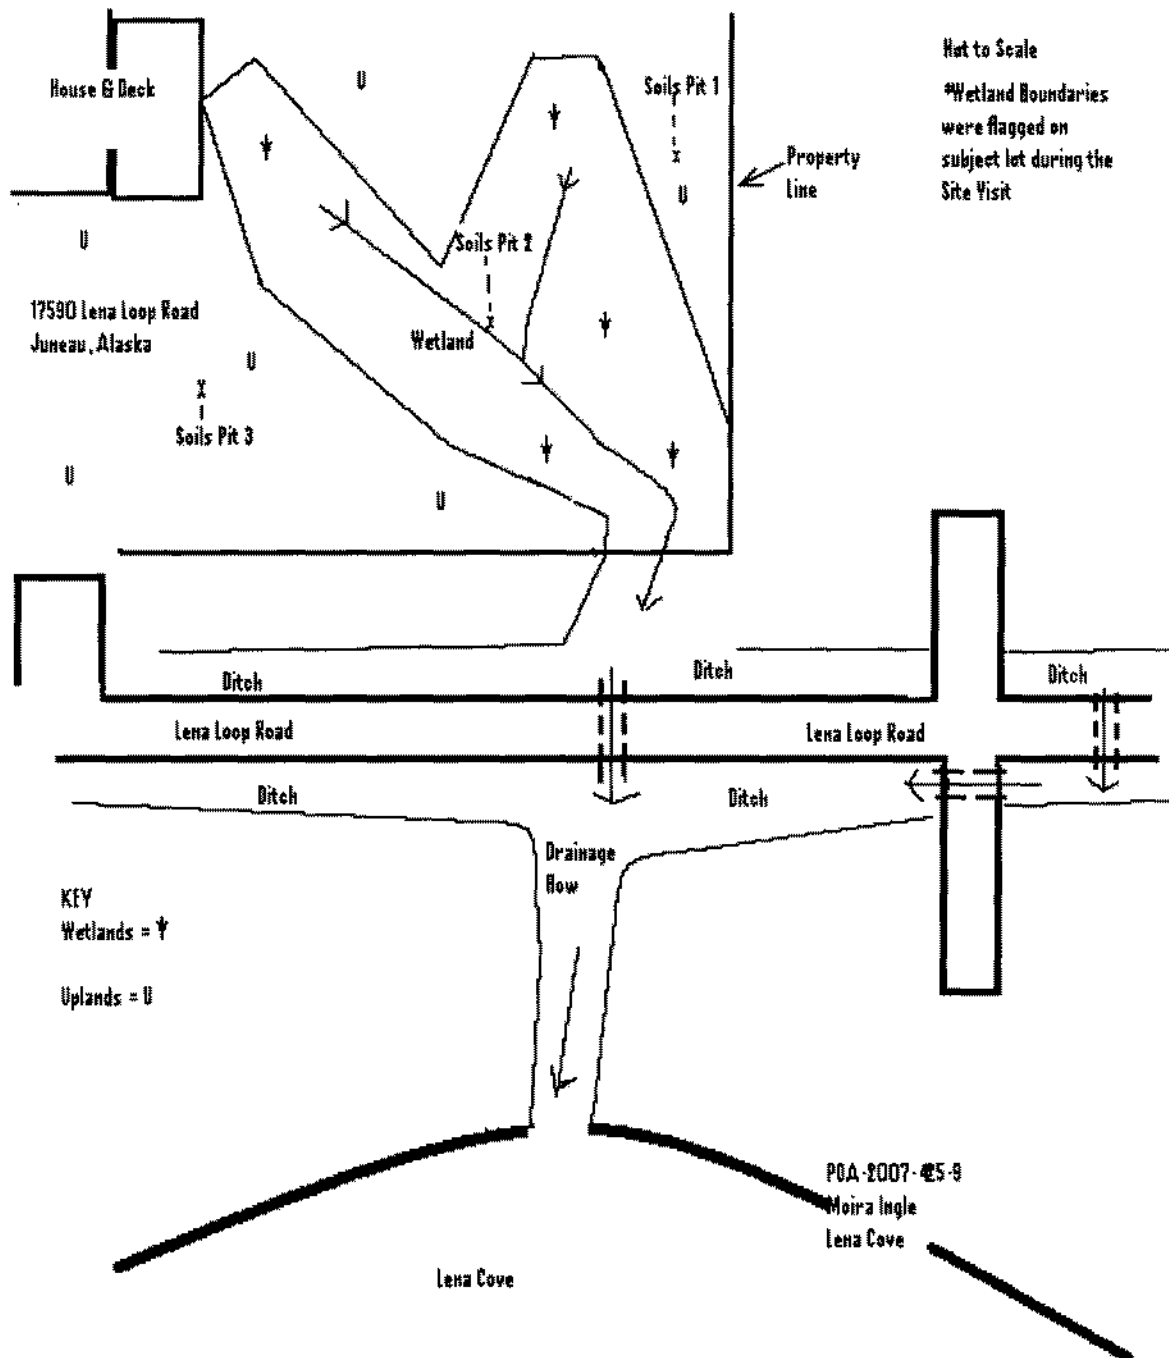 Not to Scale
*Wetland Boundaries
were flagged on
subject lot during the
Site Visit
House & Deck
U
Soils Pit 1
Property
line
U
U
Soils Pit 2
17590 Lena Loop Road
Juneau, Alaska
Wetland
U
X
Soils Pit 3
U
U
Ditch
Ditch
Ditch
Lena Loop Road
Lena Loop Road
Ditch
Ditch
Drainage
flow
KEY
Wetlands =
Uplands = U
Moira Ingle
Lena Cove
Lena Cove